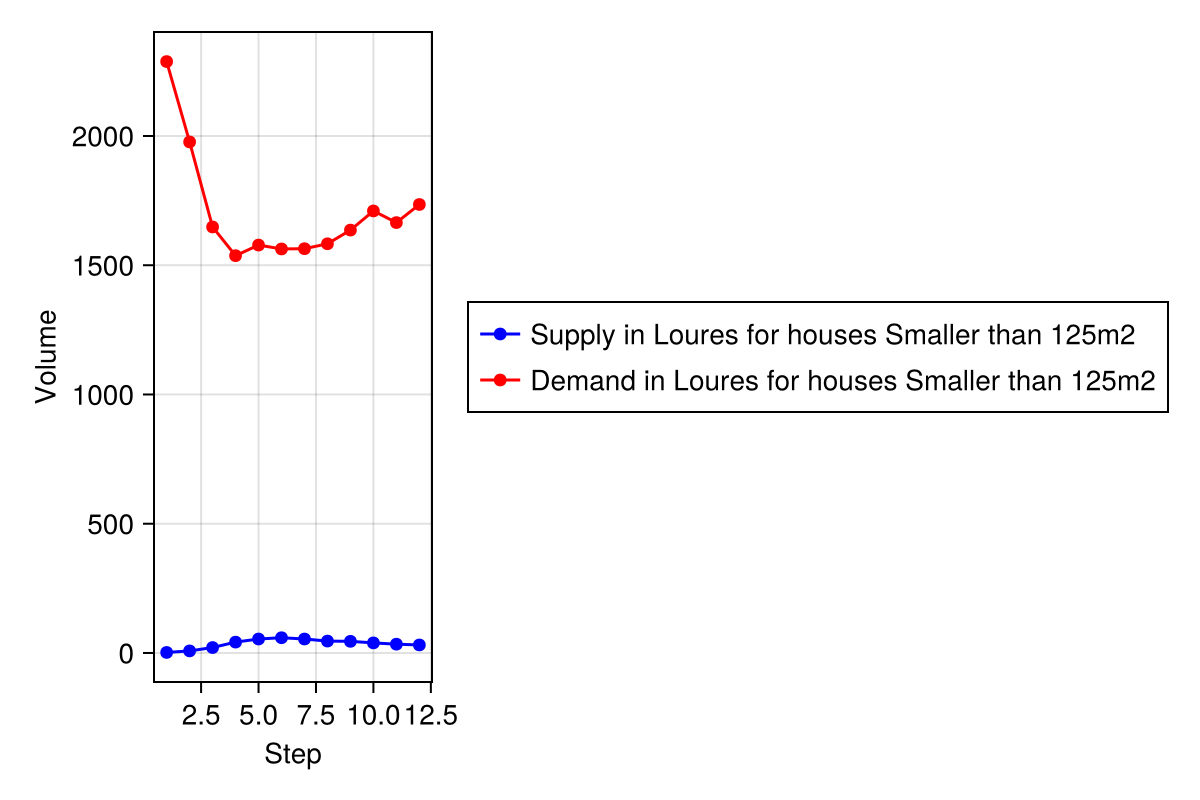 Volume
2000
1500
1000
500
0
2.5 5.0 7.5 10.0 12.5
Step
Supply in Loures for houses Smaller than 125m2
Demand in Loures for houses Smaller than 125m2